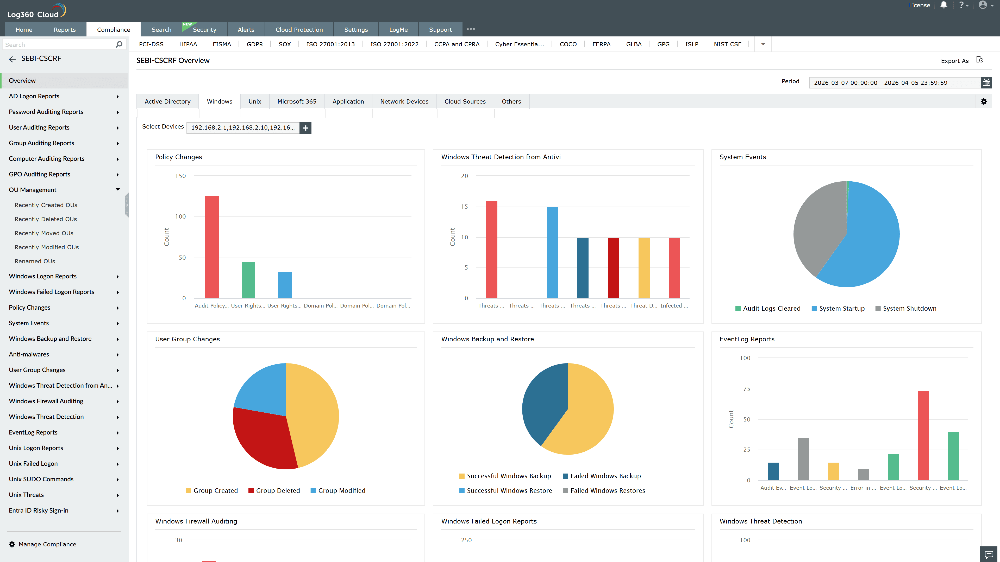 Log360 Cloud
License
?
Home
Reports
Compliance
Search
NEW
Security
Alerts
Cloud Protection
Settings
LogMe
Support
Search
PCI-DSS
HIPAA
FISMA
GDPR
SOX
ISO 27001:2013
ISO 27001:2022
CCPA and CPRA
Cyber Essentia...
COCO
FERPA
GLBA
GPG
ISLP
NIST CSF
SEBI-CSCRF
Overview
AD Logon Reports
Password Auditing Reports
User Auditing Reports
Group Auditing Reports
Computer Auditing Reports
GPO Auditing Reports
OU Management
Recently Created OUs
Recently Deleted OUs
Recently Moved OUs
Recently Modified OUs
Renamed OUs
Windows Logon Reports
Windows Failed Logon Reports
Policy Changes
System Events
Windows Backup and Restore
Anti-malwares
User Group Changes
Windows Threat Detection from An...
Windows Firewall Auditing
Windows Threat Detection
EventLog Reports
Unix Logon Reports
Unix Failed Logon
Unix SUDO Commands
Unix Threats
Entra ID Risky Sign-in
Manage Compliance
SEBI-CSCRF Overview
Export As
Period
2026-03-07 00:00:00 - 2026-04-05 23:59:59
Active Directory
Windows
Unix
Microsoft 365
Application
Network Devices
Cloud Sources
Others
Select Devices
192.168.2.1,192.168.2.10,192.16...
Policy Changes
150
100
50
0
Count
Audit Policy...
User Rights...
User Rights...
Domain Pol...
Domain Pol...
Domain Pol...
Windows Threat Detection from Antivi...
20
15
10
5
0
Count
Threats ...
Threats ...
Threats ...
Threats ...
Threats ...
Threat D...
Infected ...
System Events
Audit Logs Cleared
System Startup
System Shutdown
User Group Changes
Group Created
Group Deleted
Group Modified
Windows Backup and Restore
Successful Windows Backup
Failed Windows Backup
Successful Windows Restore
Failed Windows Restores
EventLog Reports
100
75
50
25
0
Count
Audit Ev...
Event Lo...
Security ...
Error in ...
Event Lo...
Security ...
Event Lo...
Windows Firewall Auditing
30
Windows Failed Logon Reports
250
Windows Threat Detection
100